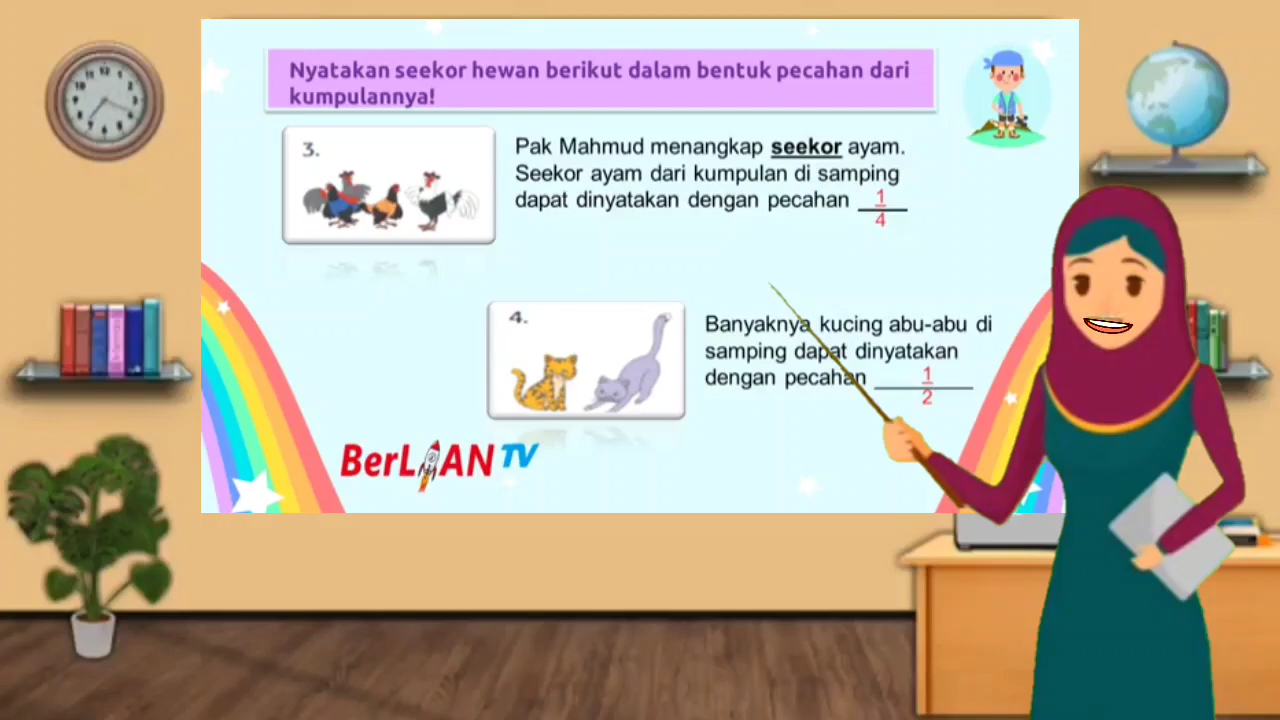 Nyatakan seekor hewan berikut dalam bentuk pecahan dari
kumpulannya!
3.
Pak Mahmud menangkap seekor ayam.
Seekor ayam dari kumpulan di samping
dapat dinyatakan dengan pecahan 1/4
4.
Banyaknya kucing abu-abu di
samping dapat dinyatakan
dengan pecahan 1/2
BerLIAN TV